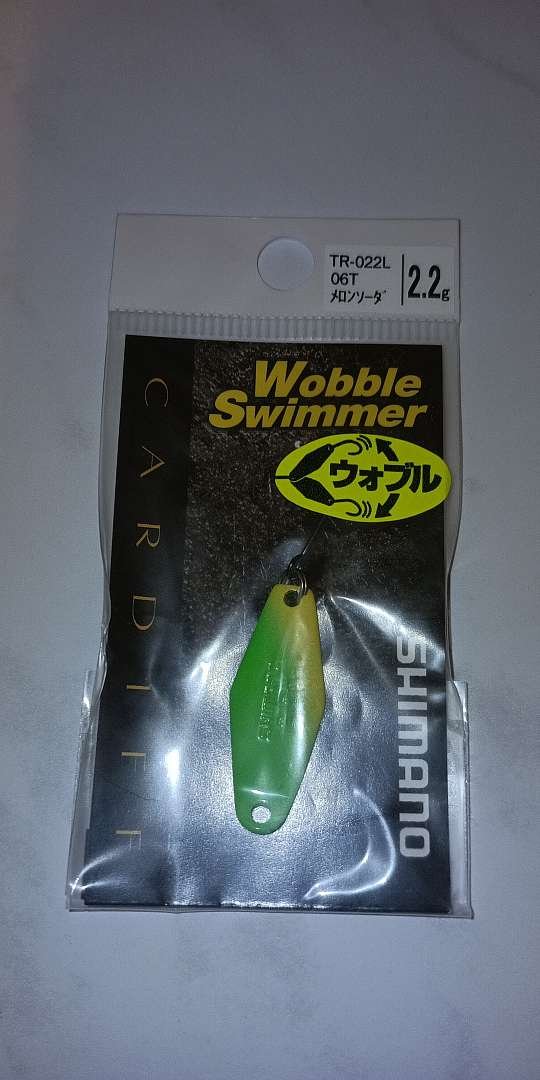 TR-022L
06T
メロンソーダ
2.2g
Wobble
Swimmer
ウォブル
CARDIFF
SHIMANO
SHIMANO